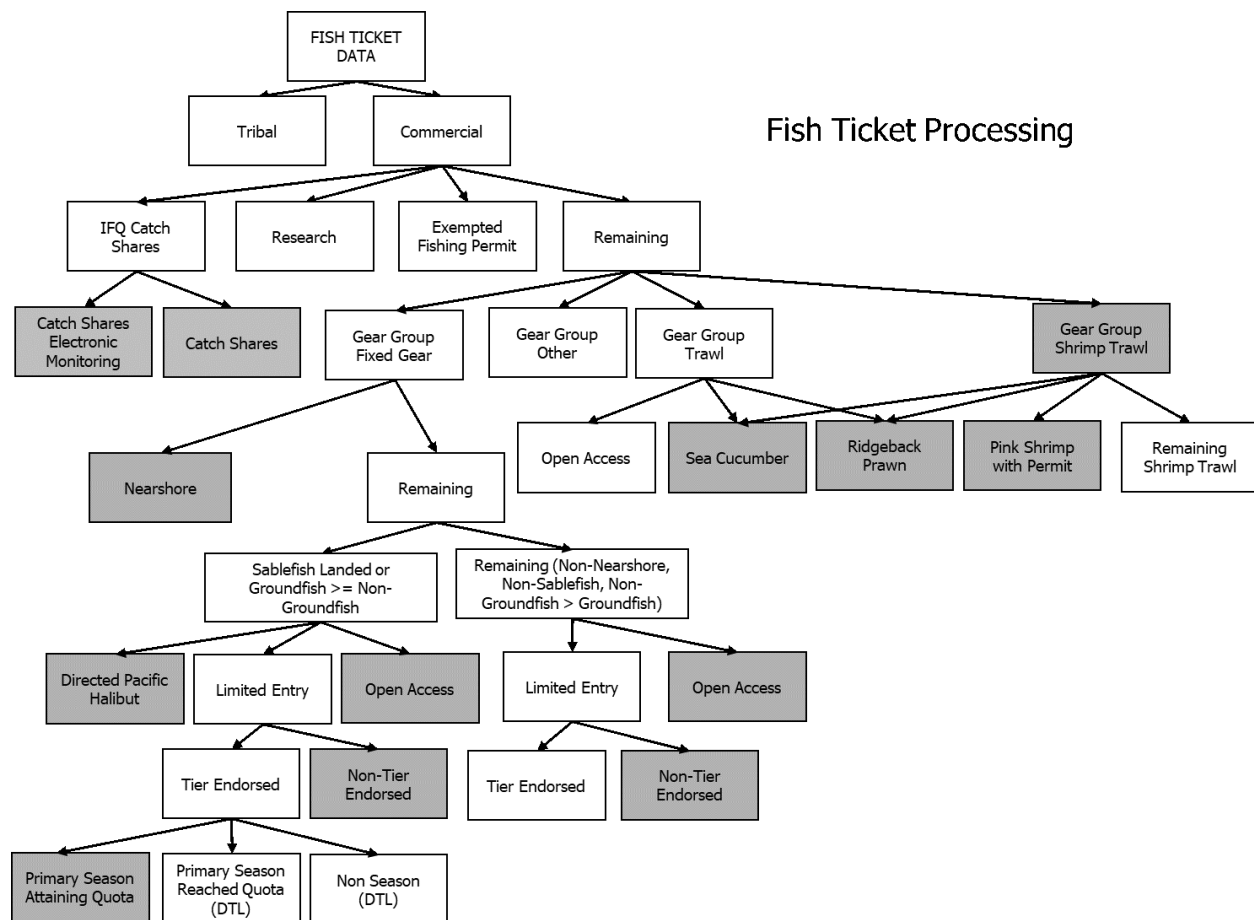 FISH TICKET
DATA
Fish Ticket Processing
Tribal
Commercial
IFQ Catch
Shares
Research
Exempted
Fishing Permit
Remaining
Catch Shares
Electronic
Monitoring
Catch Shares
Gear Group
Fixed Gear
Gear Group
Other
Gear Group
Trawl
Gear Group
Shrimp Trawl
Nearshore
Remaining
Open Access
Sea Cucumber
Ridgeback
Prawn
Pink Shrimp
with Permit
Remaining
Shrimp Trawl
Sablefish Landed or
Groundfish >= Non-
Groundfish
Remaining (Non-Nearshore,
Non-Sablefish, Non-
Groundfish > Groundfish)
Directed Pacific
Halibut
Limited Entry
Open Access
Limited Entry
Open Access
Tier Endorsed
Non-Tier
Endorsed
Tier Endorsed
Non-Tier
Endorsed
Primary Season
Attaining Quota
Primary Season
Reached Quota
(DTL)
Non Season
(DTL)